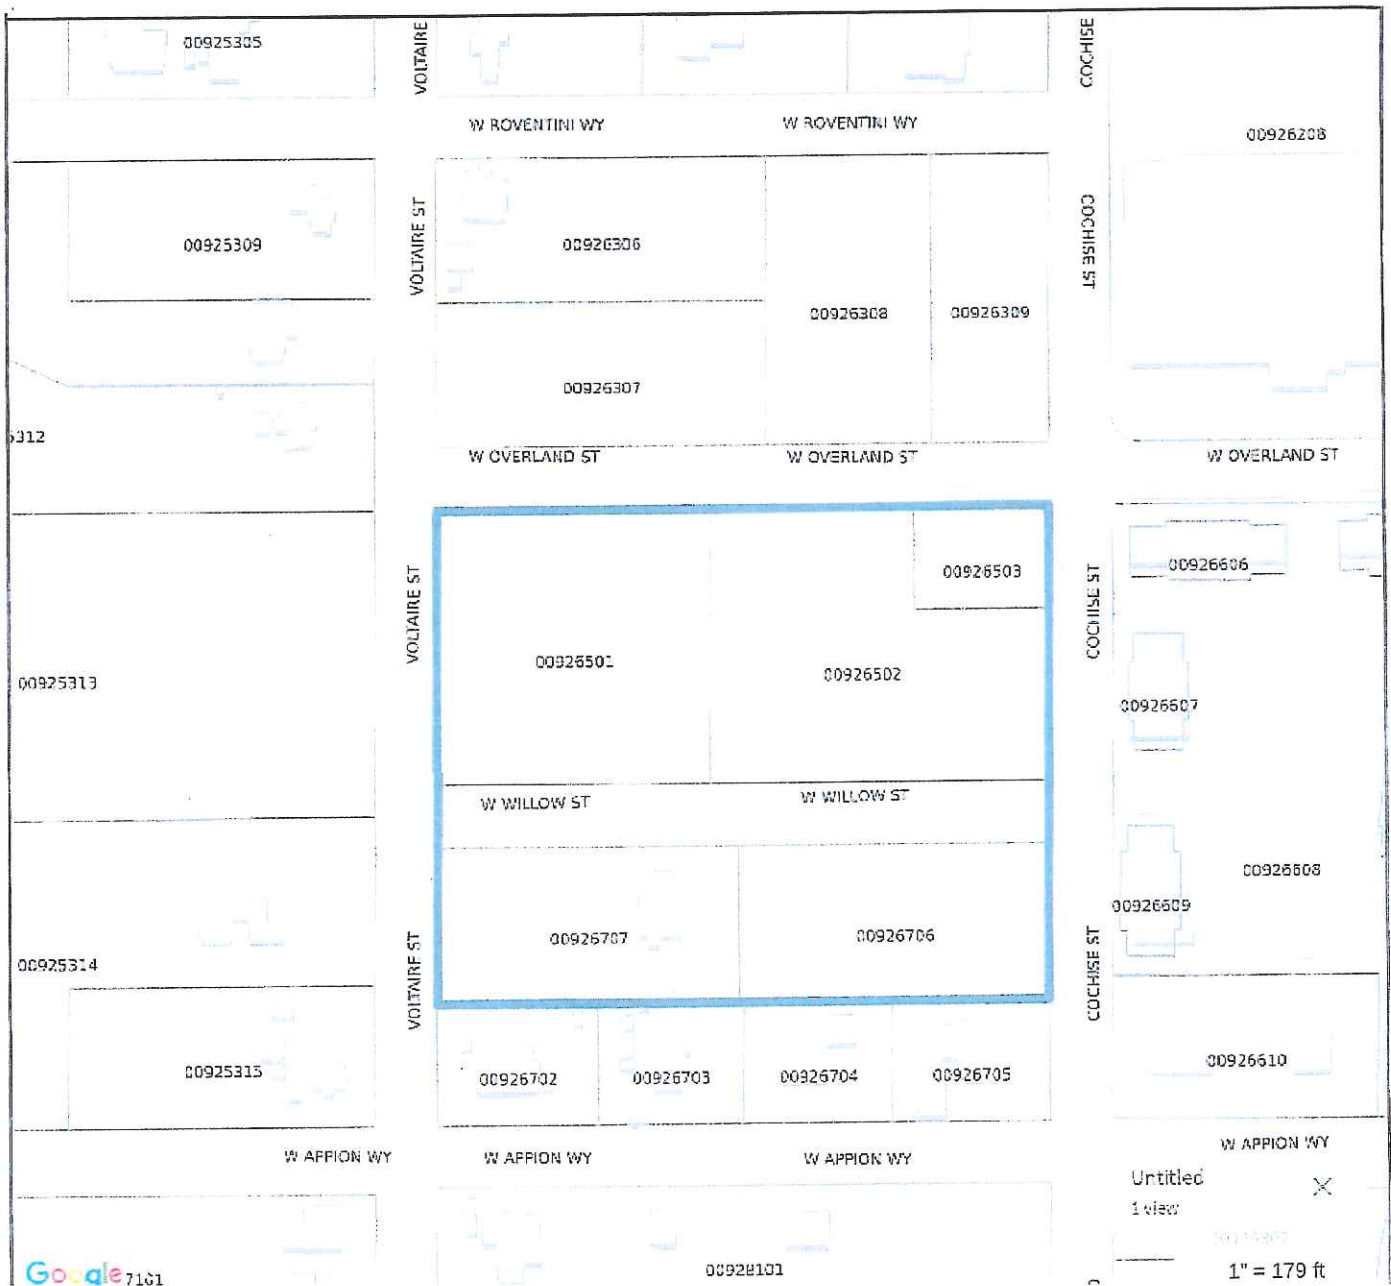 00925305
VOLTAIRE
COCHISE
W ROVENTINI WY
W ROVENTINI WY
00926208
00925309
VOLTAIRE ST
00926306
COCHISE ST
00926308
00926309
00926307
5312
W OVERLAND ST
W OVERLAND ST
W OVERLAND ST
VOLTAIRE ST
00926503
COCHISE ST
00926606
00926501
00926502
00925313
00926607
W WILLOW ST
W WILLOW ST
00926608
00926609
00926707
00926706
00925314
VOLTAIRE ST
COCHISE ST
00925315
00926702
00926703
00926704
00926705
00926610
W APPION WY
W APPION WY
W APPION WY
W APPION WY
Untitled
1 view
Google
7101
00928101
1" = 179 ft